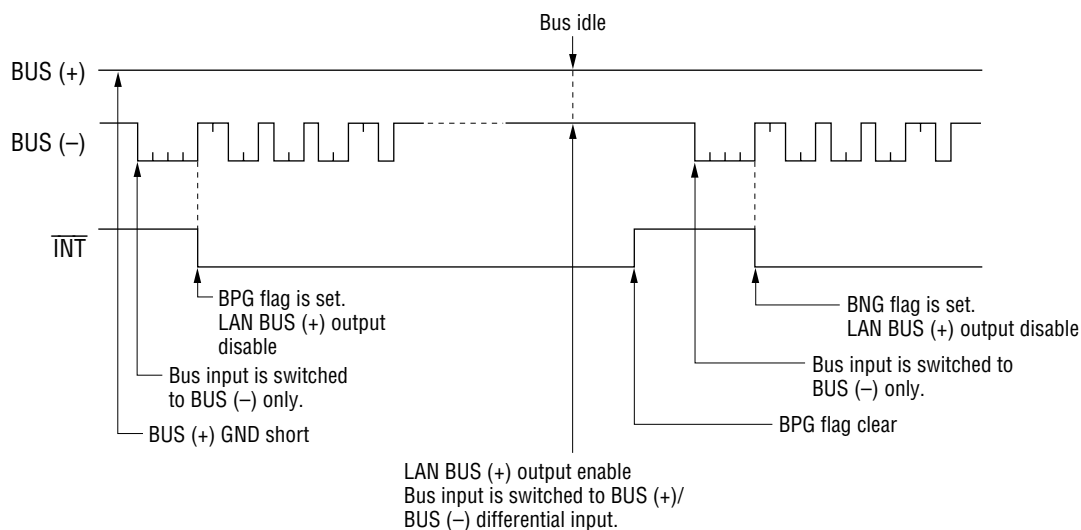 Bus idle
BUS (+)
BUS (–)
INT
BPG flag is set.
LAN BUS (+) output
disable
BNG flag is set.
LAN BUS (+) output disable
Bus input is switched
to BUS (–) only.
Bus input is switched to
BUS (–) only.
BUS (+) GND short
BPG flag clear
LAN BUS (+) output enable
Bus input is switched to BUS (+)/
BUS (–) differential input.